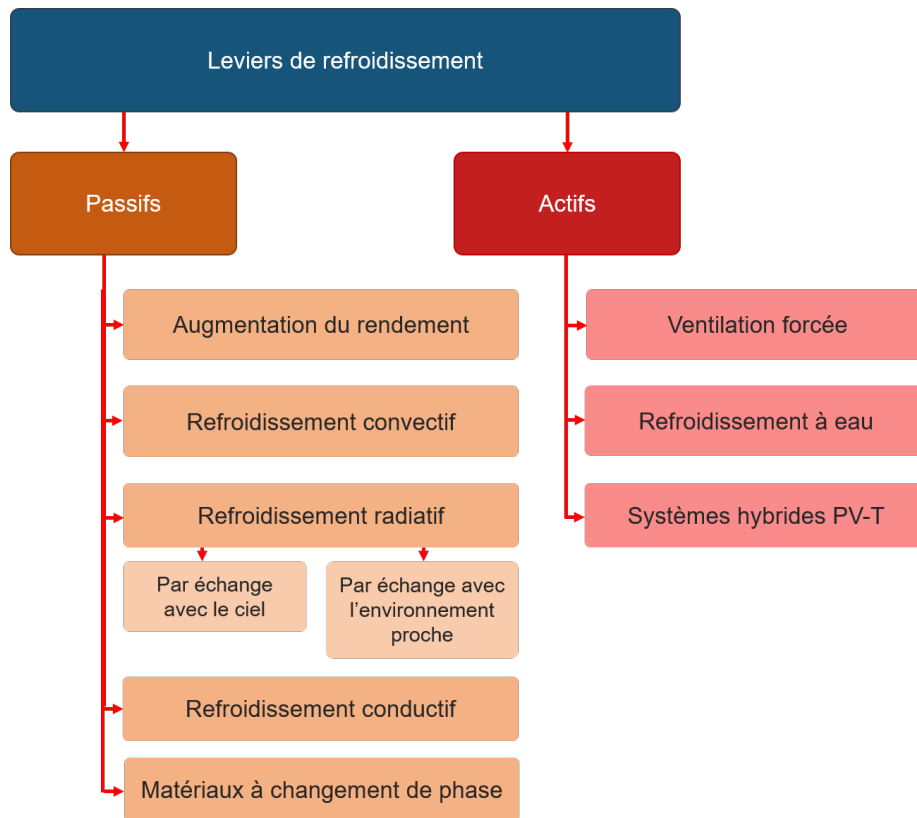 Leviers de refroidissement
Passifs
Actifs
Augmentation du rendement
Refroidissement convectif
Refroidissement radiatif
Par échange
avec le ciel
Par échange avec
l'environnement
proche
Refroidissement conductif
Matériaux à changement de phase
Ventilation forcée
Refroidissement à eau
Systèmes hybrides PV-T